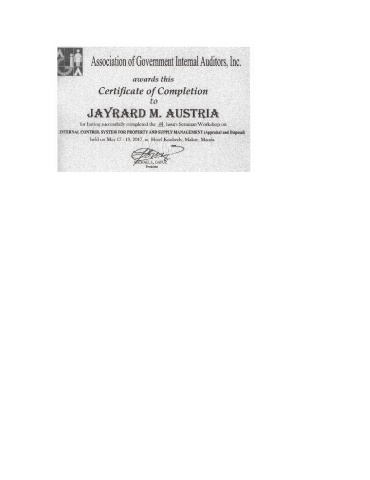 Association of Government Internal Auditors, Inc.
awards this
Certificate of Completion
to
JAYRARD M. AUSTRIA
for having successfully completed the hours Seminar Workshop on
INTERNAL CONTROL SYSTEM FOR PROPERTY AND SUPPLY MANAGEMENT (Appraisal and Disposal)
held on May 17 - 19, 2017, at Hotel Kimberly, Malate, Manila
President